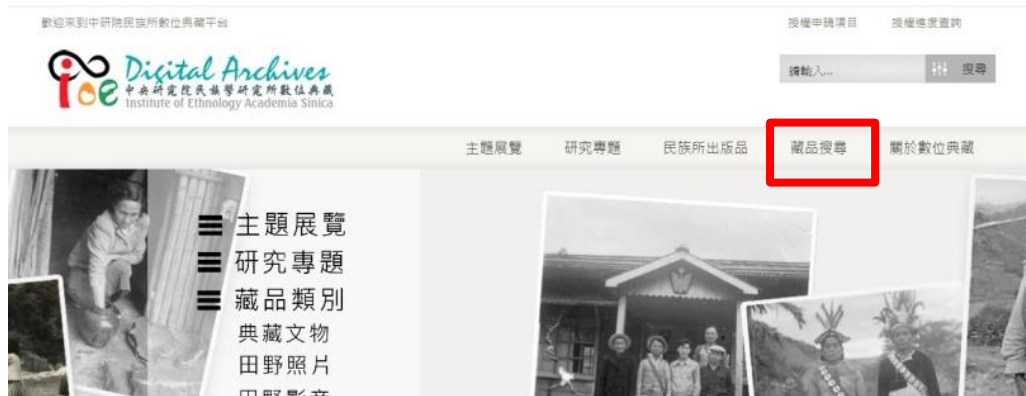 歡迎來到中研院民族所數位典藏平台
授權申請項目 授權進度查詢
Digital Archives
中央研究院民族學研究所數位典藏
Institute of Ethnology Academia Sinica
請輸入... 搜尋
主題展覽 研究專題 民族所出版品 藏品搜尋 關於數位典藏
主題展覽
研究專題
藏品類別
典藏文物
田野照片
田野影音